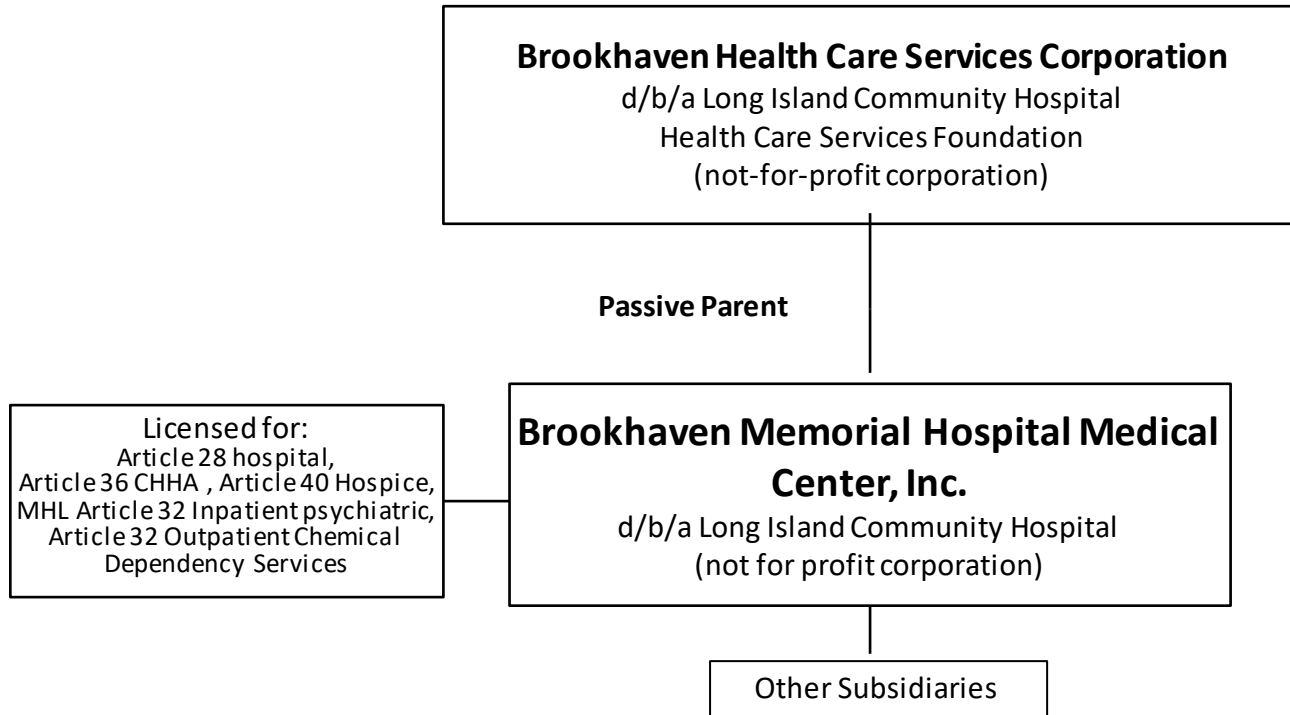 Brookhaven Health Care Services Corporation
d/b/a Long Island Community Hospital
Health Care Services Foundation
(not-for-profit corporation)
Passive Parent
Licensed for:
Article 28 hospital,
Article 36 CHHA , Article 40 Hospice,
MHL Article 32 Inpatient psychiatric,
Article 32 Outpatient Chemical
Dependency Services
Brookhaven Memorial Hospital Medical
Center, Inc.
d/b/a Long Island Community Hospital
(not for profit corporation)
Other Subsidiaries